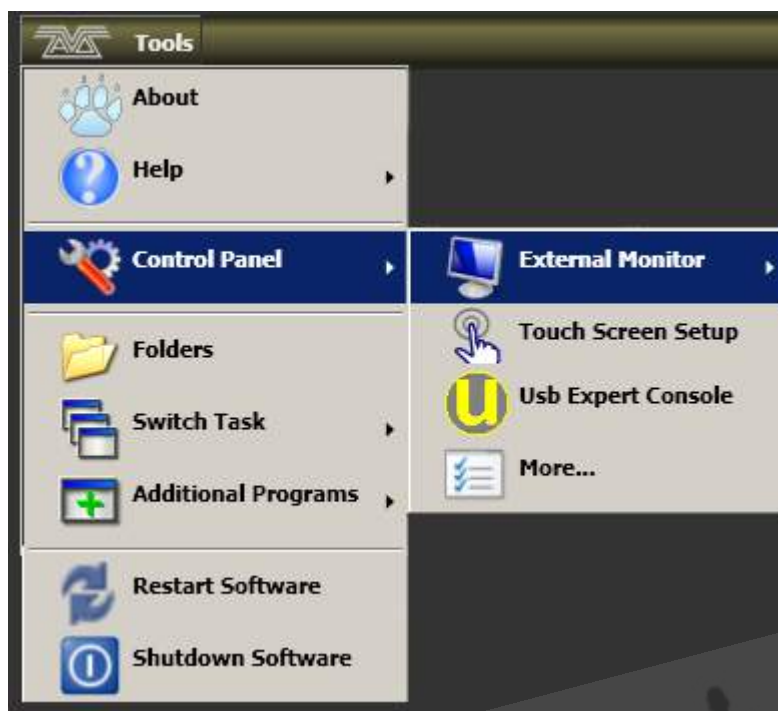 Tools
About
Help
Control Panel
External Monitor
Touch Screen Setup
Usb Expert Console
More...
Folders
Switch Task
Additional Programs
Restart Software
Shutdown Software